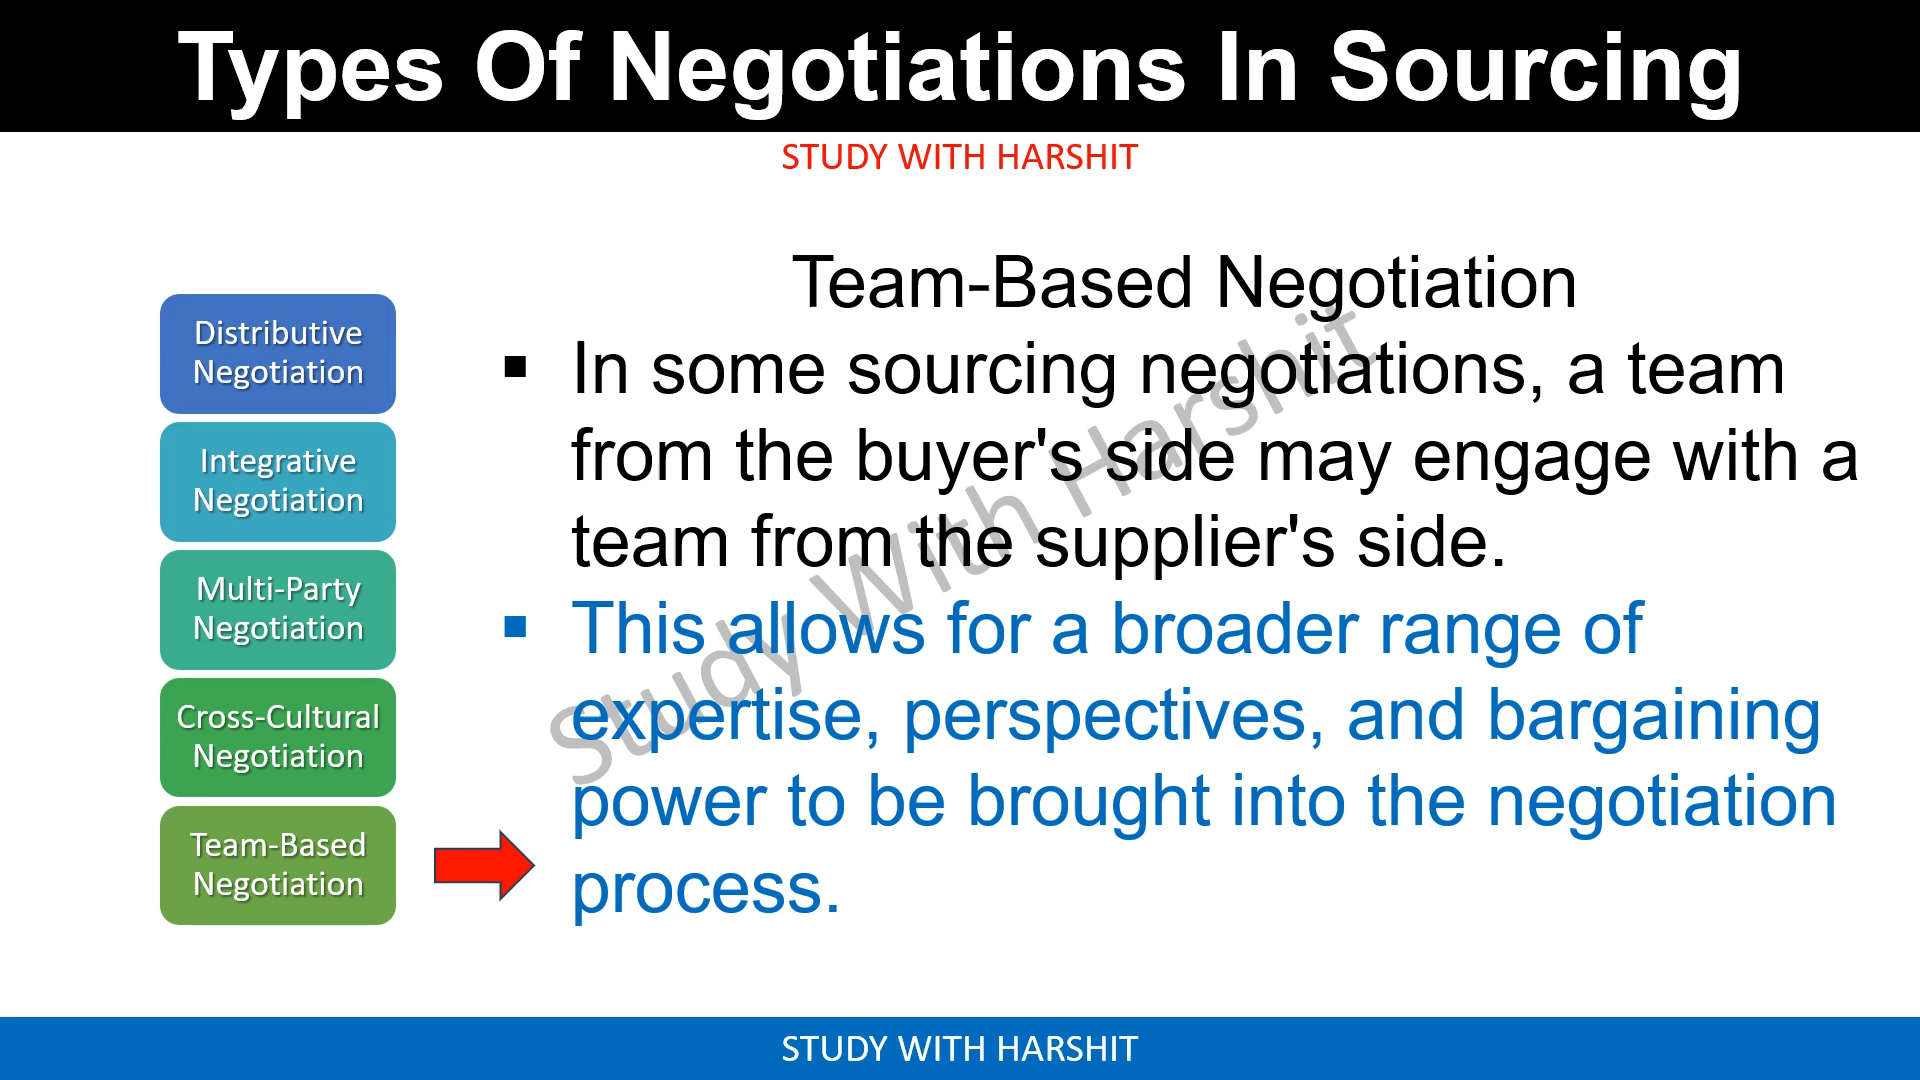 Types Of Negotiations In Sourcing
STUDY WITH HARSHIT
Distributive
Negotiation
Integrative
Negotiation
Multi-Party
Negotiation
Cross-Cultural
Negotiation
Team-Based
Negotiation
Team-Based Negotiation
▪ In some sourcing negotiations, a team
from the buyer's side may engage with a
team from the supplier's side.
▪ This allows for a broader range of
expertise, perspectives, and bargaining
power to be brought into the negotiation
process.
Study With Harshit
STUDY WITH HARSHIT